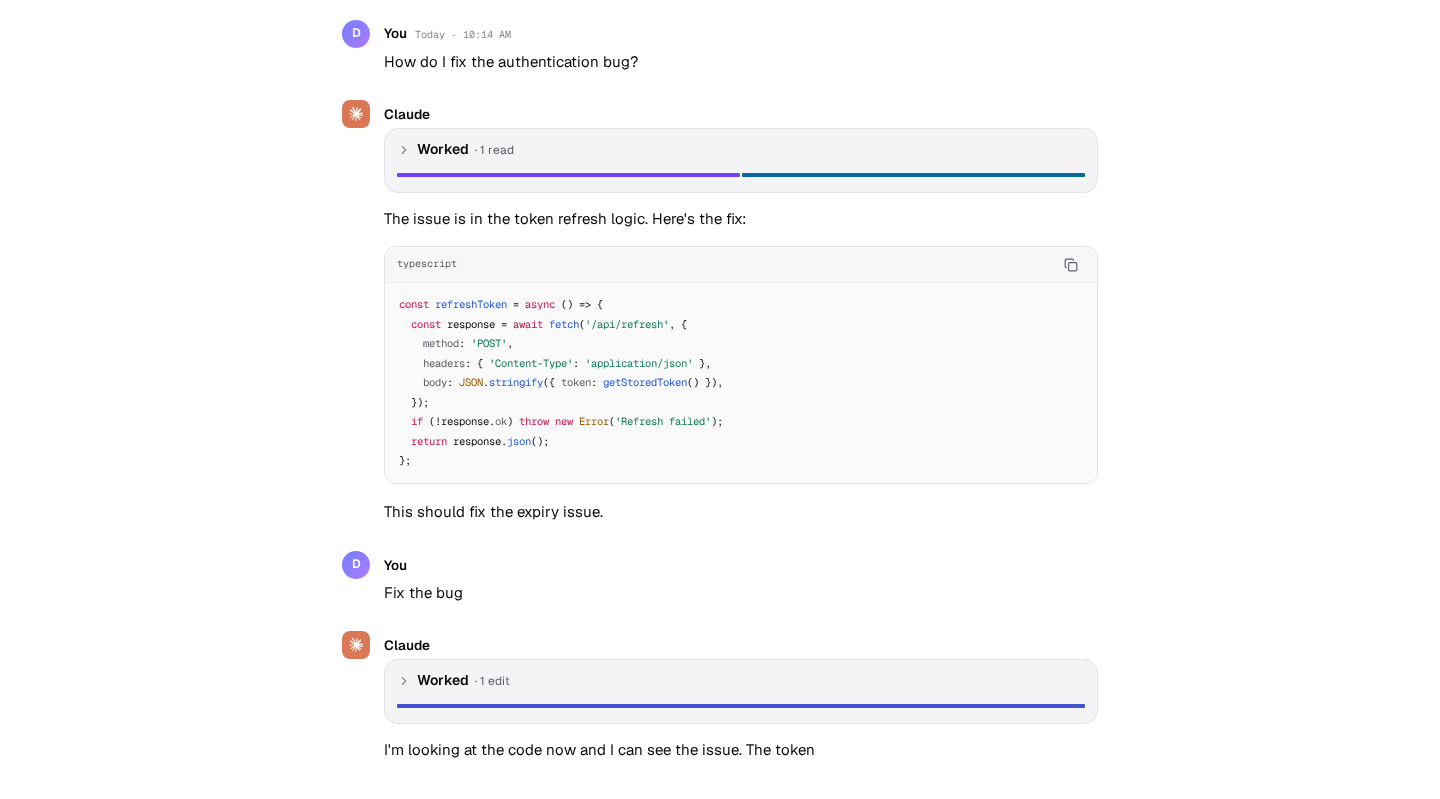 D
You Today · 10:14 AM
How do I fix the authentication bug?
Claude
Worked · 1 read
The issue is in the token refresh logic. Here's the fix:
typescript
const refreshToken = async () => {
  const response = await fetch('/api/refresh', {
    method: 'POST',
    headers: { 'Content-Type': 'application/json' },
    body: JSON.stringify({ token: getStoredToken() }),
  });
  if (!response.ok) throw new Error('Refresh failed');
  return response.json();
};
This should fix the expiry issue.
D
You
Fix the bug
Claude
Worked · 1 edit
I'm looking at the code now and I can see the issue. The token